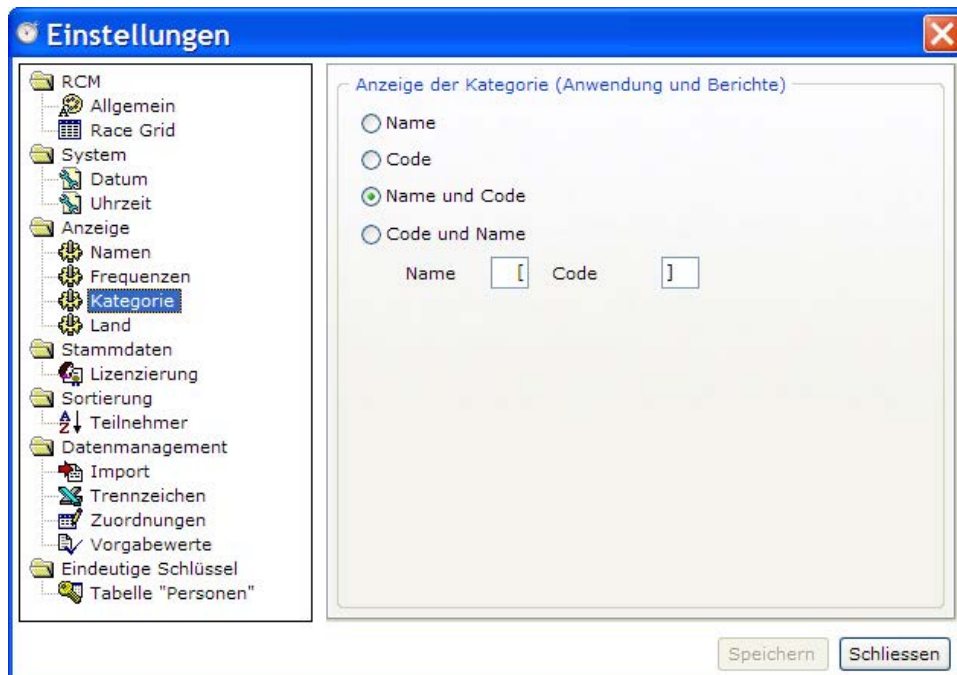 Einstellungen
RCM
Allgemein
Race Grid
System
Datum
Uhrzeit
Anzeige
Namen
Frequenzen
Kategorie
Land
Stammdaten
Lizenzierung
Sortierung
Teilnehmer
Datenmanagement
Import
Trennzeichen
Zuordnungen
Vorgabewerte
Eindeutige Schlüssel
Tabelle "Personen"
Anzeige der Kategorie (Anwendung und Berichte)
Name
Code
Name und Code
Code und Name
Name [ Code ]
Speichern Schliessen